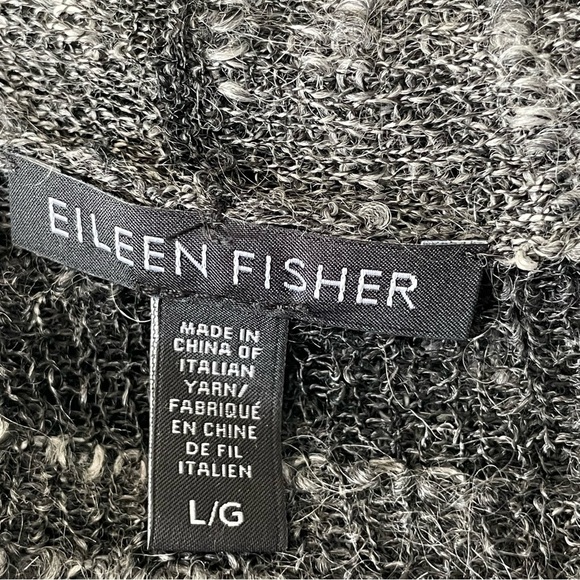 EILEEN FISHER
MADE IN
CHINA OF
ITALIAN
YARN/
FABRIQUÉ
EN CHINE
DE FIL
ITALIEN
L/G